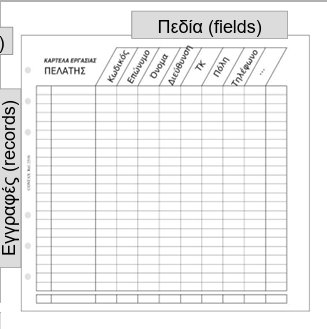 Πεδία (fields)
)
ΚΑΡΤΕΛΑ ΕΡΓΑΣΙΑΣ
ΠΕΛΑΤΗΣ
Κωδικός
Επώνυμο
Όνομα
Διεύθυνση
ΤΚ
Πόλη
Τηλέφωνο
...
Εγγραφές (records)